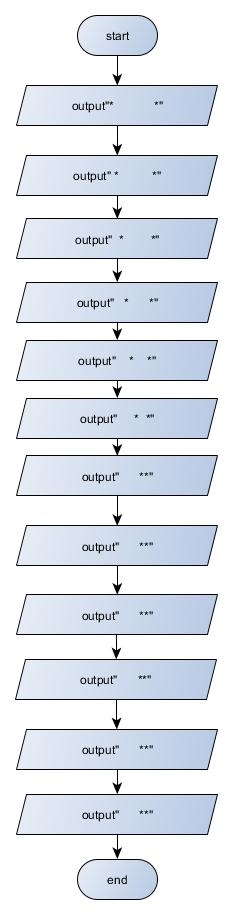 start
output"*            *"
output" *          *"
output"  *        *"
output"   *      *"
output"    *    *"
output"     *  *"
output"      **"
output"      **"
output"      **"
output"      **"
output"      **"
output"      **"
end